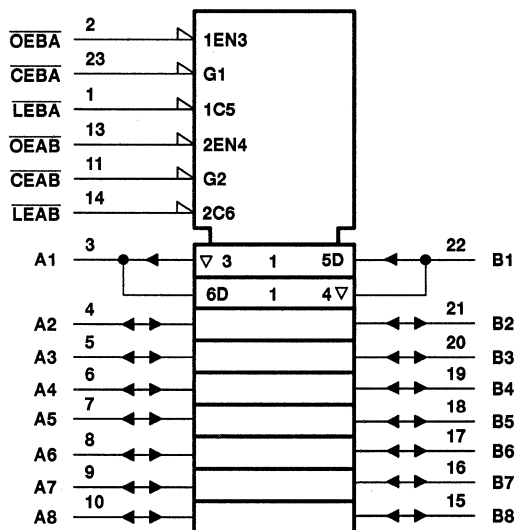 2
OEBA 1EN3
23
CEBA G1
1
LEBA 1C5
13
OEAB 2EN4
11
CEAB G2
14
LEAB 2C6
3 22
A1 ▽ 3 1 5D B1
6D 1 4 ▽
4 21
A2 B2
5 20
A3 B3
6 19
A4 B4
7 18
A5 B5
8 17
A6 B6
9 16
A7 B7
10 15
A8 B8